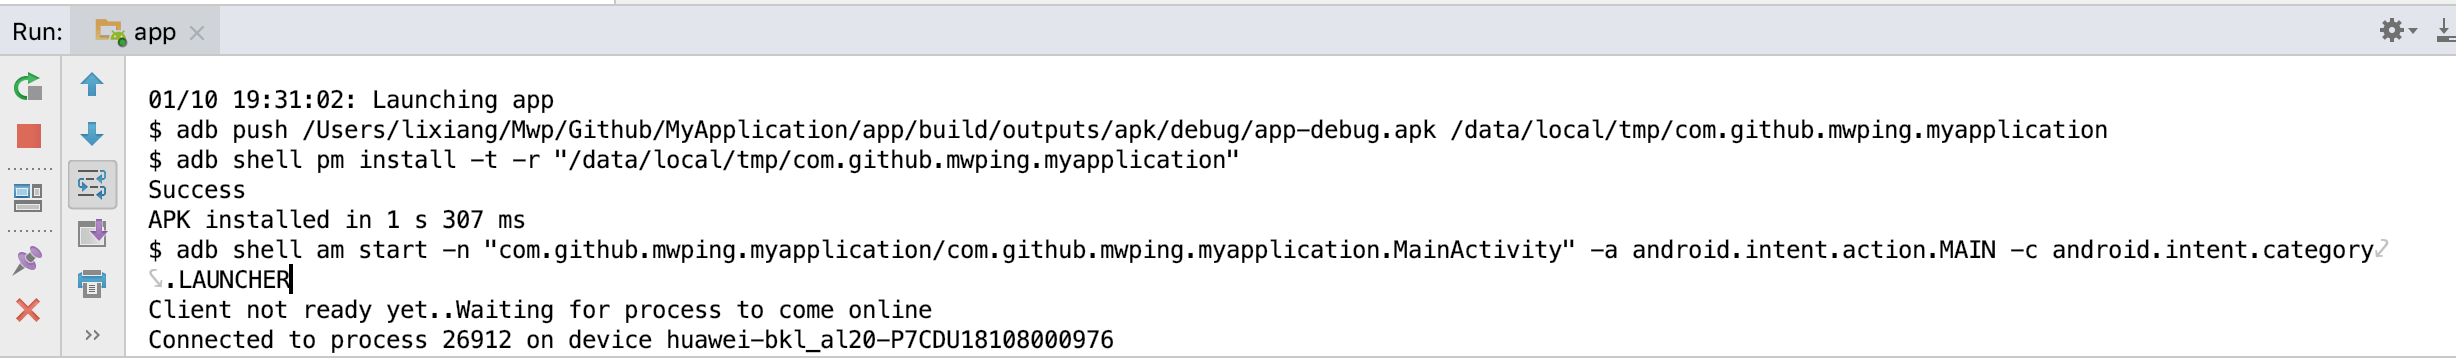 Run: app
01/10 19:31:02: Launching app
$ adb push /Users/lixiang/Mwp/Github/MyApplication/app/build/outputs/apk/debug/app-debug.apk /data/local/tmp/com.github.mwping.myapplication
$ adb shell pm install -t -r "/data/local/tmp/com.github.mwping.myapplication"
Success
APK installed in 1 s 307 ms
$ adb shell am start -n "com.github.mwping.myapplication/com.github.mwping.myapplication.MainActivity" -a android.intent.action.MAIN -c android.intent.category
.LAUNCHER
Client not ready yet..Waiting for process to come online
Connected to process 26912 on device huawei-bkl_al20-P7CDU18108000976